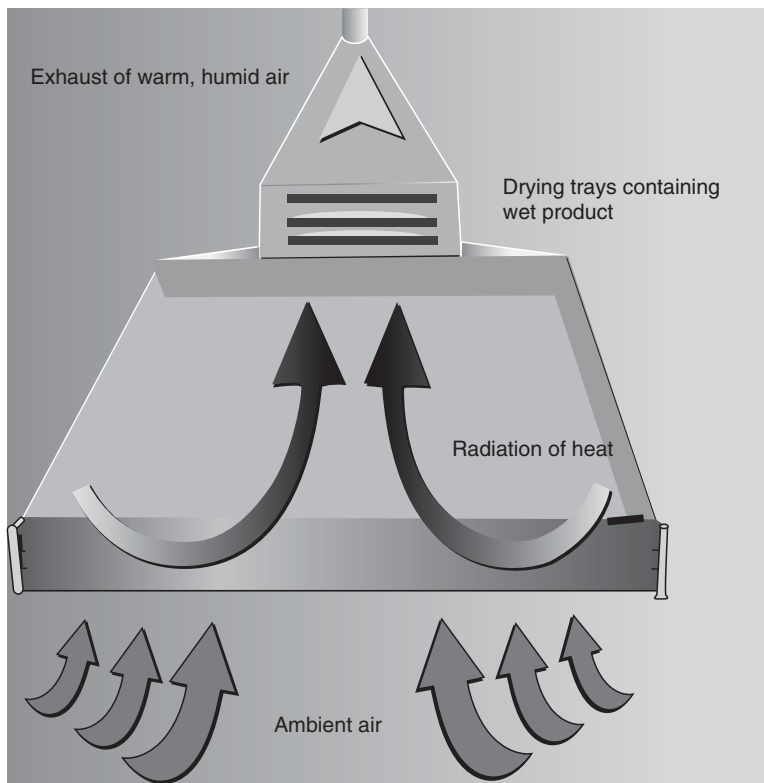 Exhaust of warm, humid air
Drying trays containing
wet product
Radiation of heat
Ambient air